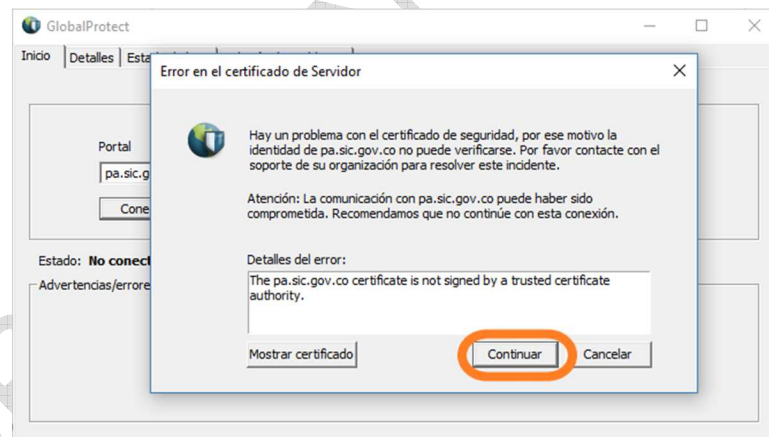 GlobalProtect
Inicio Detalles
Error en el certificado de Servidor
Hay un problema con el certificado de seguridad, por ese motivo la
identidad de pa.sic.gov.co no puede verificarse. Por favor contacte con el
soporte de su organización para resolver este incidente.
Atención: La comunicación con pa.sic.gov.co puede haber sido
comprometida. Recomendamos que no continúe con esta conexión.
Portal
pa.sic.g
Cone
Estado: No conect
Detalles del error:
Advertencias/errore
The pa.sic.gov.co certificate is not signed by a trusted certificate
authority.
Mostrar certificado Continuar Cancelar